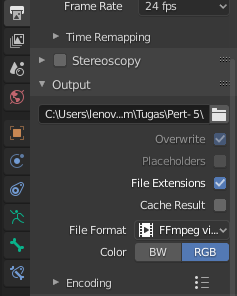 Frame Rate 24 fps
Time Remapping
Stereoscopy
Output
C:\Users\lenov...m\Tugas\Pert- 5\
Overwrite
Placeholders
File Extensions
Cache Result
File Format FFmpeg vi...
Color BW RGB
Encoding